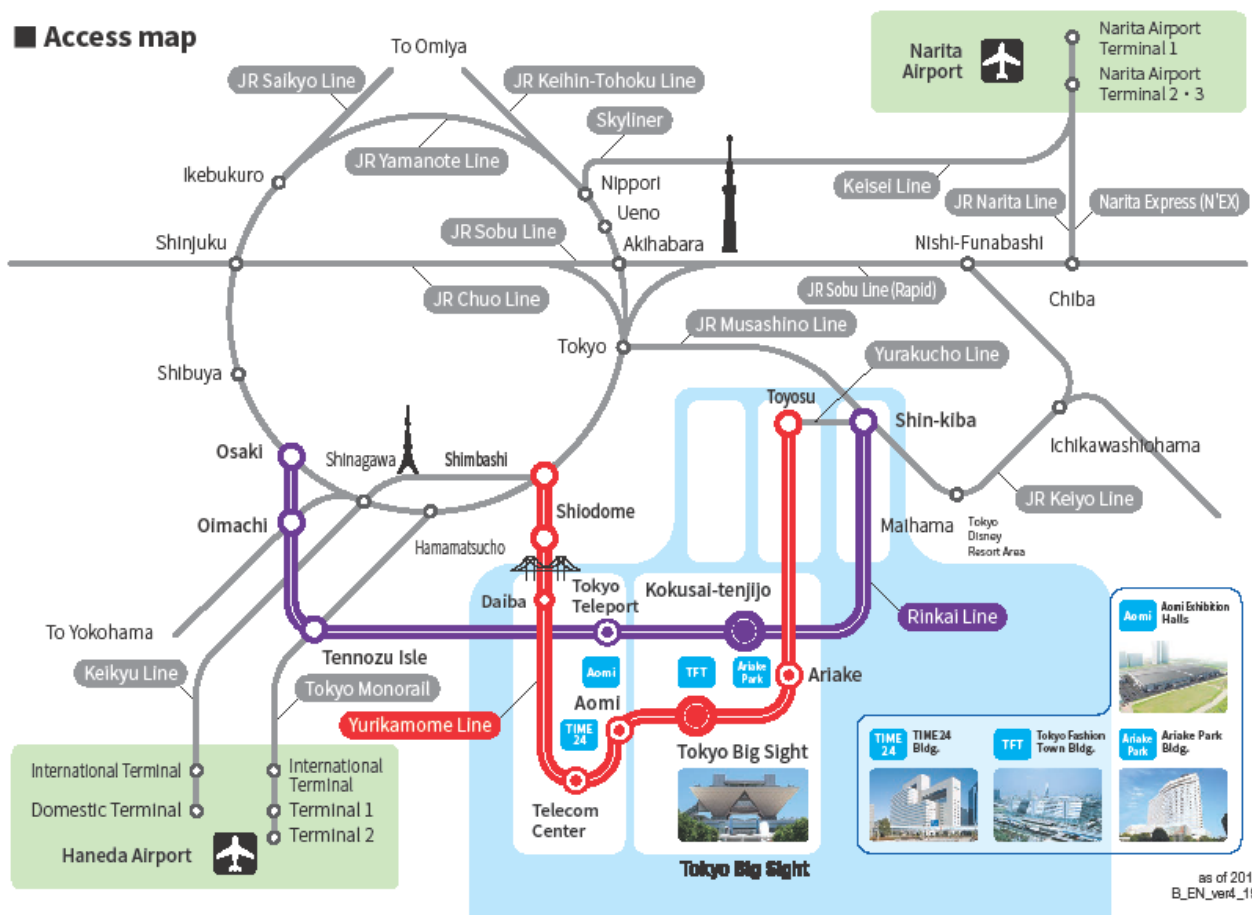 ■ Access map
To Omiya
JR Saikyo Line
JR Keihin-Tohoku Line
Skyliner
JR Yamanote Line
Ikebukuro
Nippori
Ueno
Keisei Line
Narita
Airport
Narita Airport
Terminal 1
Narita Airport
Terminal 2・3
JR Narita Line
Narita Express (N'EX)
Shinjuku
JR Sobu Line
Akihabara
Nishi-Funabashi
JR Chuo Line
JR Sobu Line (Rapid)
Chiba
Tokyo
JR Musashino Line
Shibuya
Yurakucho Line
Toyosu
Shin-kiba
Osaki
Shinagawa
Shimbashi
Ichikawashiohama
JR Keiyo Line
Oimachi
Shiodome
Maihama
Tokyo
Disney
Resort Area
Hamamatsucho
Daiba
Tokyo
Teleport
Kokusai-tenjijo
Rinkai Line
To Yokohama
Tennozu Isle
Keikyu Line
Tokyo Monorail
Yurikamome Line
Aomi
TFT
Ariake
Park
Ariake
Aomi
TIME
24
Tokyo Big Sight
Telecom
Center
Tokyo Big Sight
International Terminal
Domestic Terminal
International
Terminal
Terminal 1
Terminal 2
Haneda Airport
Aomi
Aomi Exhibition
Halls
TIME
24
TIME24
Bldg.
TFT
Tokyo Fashion
Town Bldg.
Ariake
Park
Ariake Park
Bldg.
as of 201
B_EN_ver4_1